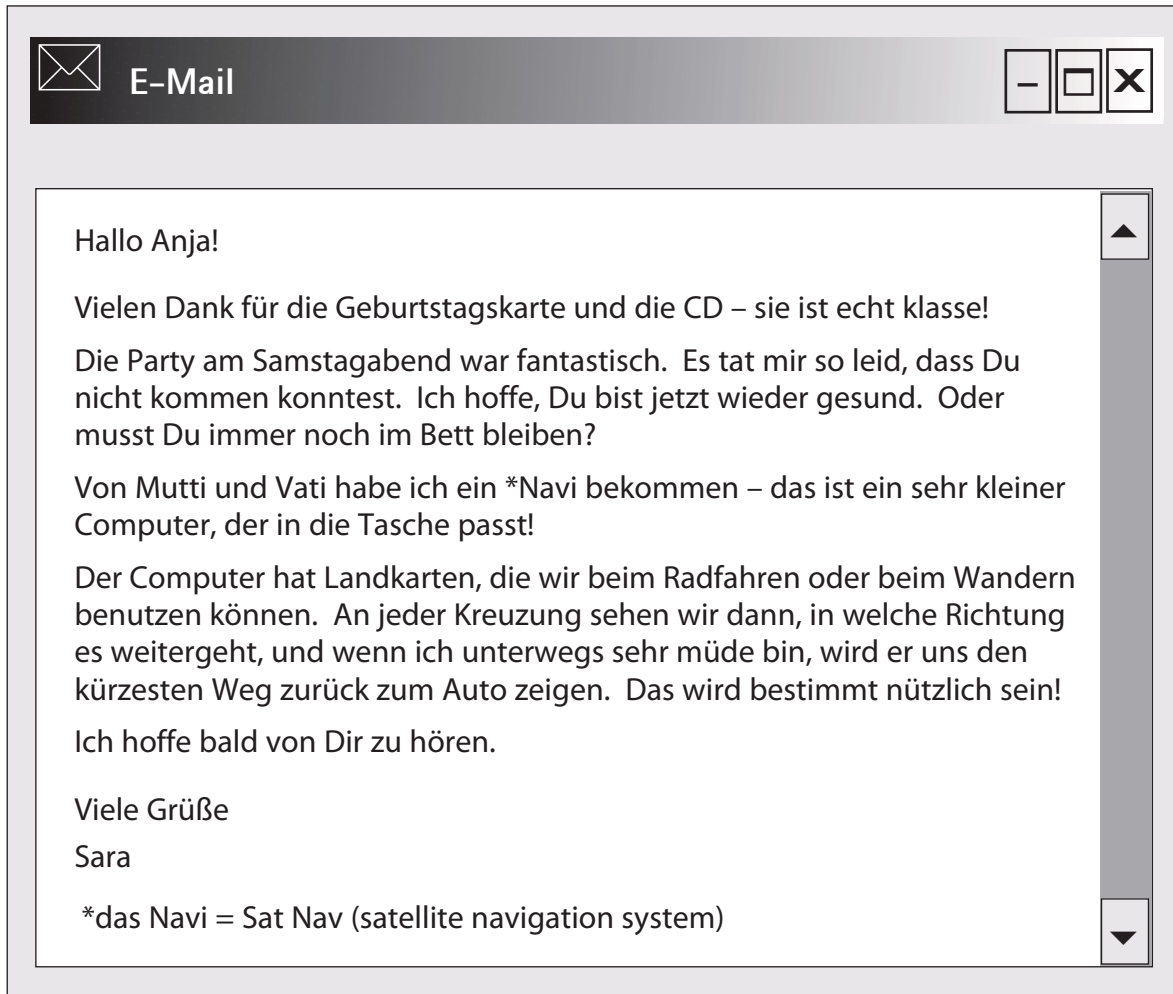 E-Mail
Hallo Anja!
Vielen Dank für die Geburtstagskarte und die CD – sie ist echt klasse!
Die Party am Samstagabend war fantastisch. Es tat mir so leid, dass Du
nicht kommen konntest. Ich hoffe, Du bist jetzt wieder gesund. Oder
musst Du immer noch im Bett bleiben?
Von Mutti und Vati habe ich ein *Navi bekommen – das ist ein sehr kleiner
Computer, der in die Tasche passt!
Der Computer hat Landkarten, die wir beim Radfahren oder beim Wandern
benutzen können. An jeder Kreuzung sehen wir dann, in welche Richtung
es weitergeht, und wenn ich unterwegs sehr müde bin, wird er uns den
kürzesten Weg zurück zum Auto zeigen. Das wird bestimmt nützlich sein!
Ich hoffe bald von Dir zu hören.
Viele Grüße
Sara
*das Navi = Sat Nav (satellite navigation system)